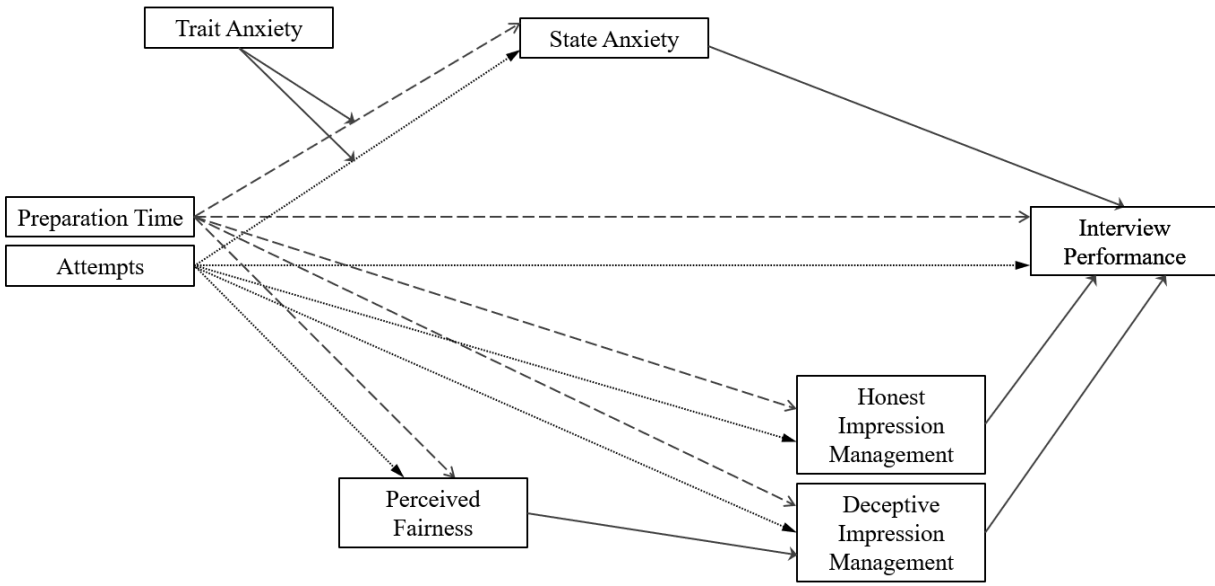 Trait Anxiety
State Anxiety
Preparation Time
Attempts
Interview
Performance
Honest
Impression
Management
Perceived
Fairness
Deceptive
Impression
Management